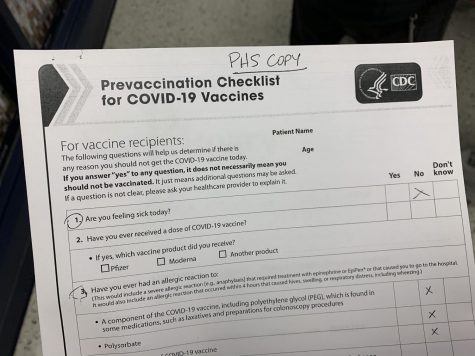 PHS COPY
Prevaccination Checklist
for COVID-19 Vaccines
CDC
For vaccine recipients:
Patient Name
The following questions will help us determine if there is
Age
any reason you should not get the COVID-19 vaccine today.
If you answer "yes" to any question, it does not necessarily mean you
should not be vaccinated. It just means additional questions may be asked.
If a question is not clear, please ask your healthcare provider to explain it.
Yes No Don't know
1. Are you feeling sick today? X
2. Have you ever received a dose of COVID-19 vaccine?
• If yes, which vaccine product did you receive?
Pfizer Moderna Another product
3. Have you ever had an allergic reaction to:
(This would include a severe allergic reaction [e.g., anaphylaxis] that required treatment with epinephrine or EpiPen® or that caused you to go to the hospital.
It would also include an allergic reaction that occurred within 4 hours that caused hives, swelling, or respiratory distress, including wheezing.)
• A component of the COVID-19 vaccine, including polyethylene glycol (PEG), which is found in X
some medications, such as laxatives and preparations for colonoscopy procedures
• Polysorbate X
X
COVID-19 vaccine